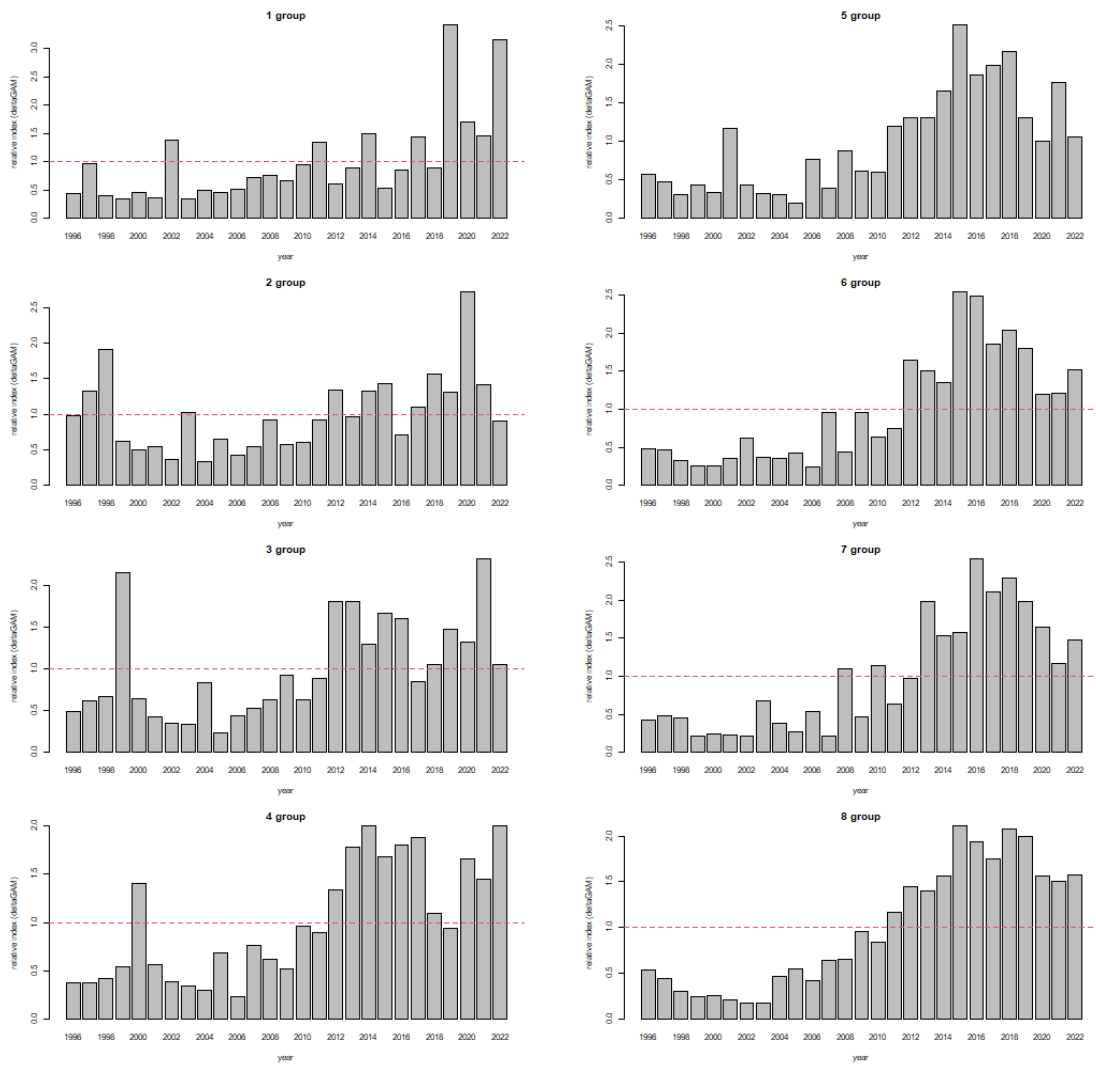 1 group
relative index (deltaGAM)
0.0 0.5 1.0 1.5 2.0 2.5 3.0
1996 1998 2000 2002 2004 2006 2008 2010 2012 2014 2016 2018 2020 2022
year
5 group
relative index (deltaGAM)
0.0 0.5 1.0 1.5 2.0 2.5
1996 1998 2000 2002 2004 2006 2008 2010 2012 2014 2016 2018 2020 2022
year
2 group
relative index (deltaGAM)
0.0 0.5 1.0 1.5 2.0 2.5
1996 1998 2000 2002 2004 2006 2008 2010 2012 2014 2016 2018 2020 2022
year
6 group
relative index (deltaGAM)
0.0 0.5 1.0 1.5 2.0 2.5
1996 1998 2000 2002 2004 2006 2008 2010 2012 2014 2016 2018 2020 2022
year
3 group
relative index (deltaGAM)
0.0 0.5 1.0 1.5 2.0
1996 1998 2000 2002 2004 2006 2008 2010 2012 2014 2016 2018 2020 2022
year
7 group
relative index (deltaGAM)
0.0 0.5 1.0 1.5 2.0 2.5
1996 1998 2000 2002 2004 2006 2008 2010 2012 2014 2016 2018 2020 2022
year
4 group
relative index (deltaGAM)
0.0 0.5 1.0 1.5 2.0
1996 1998 2000 2002 2004 2006 2008 2010 2012 2014 2016 2018 2020 2022
year
8 group
relative index (deltaGAM)
0.0 0.5 1.0 1.5 2.0
1996 1998 2000 2002 2004 2006 2008 2010 2012 2014 2016 2018 2020 2022
year